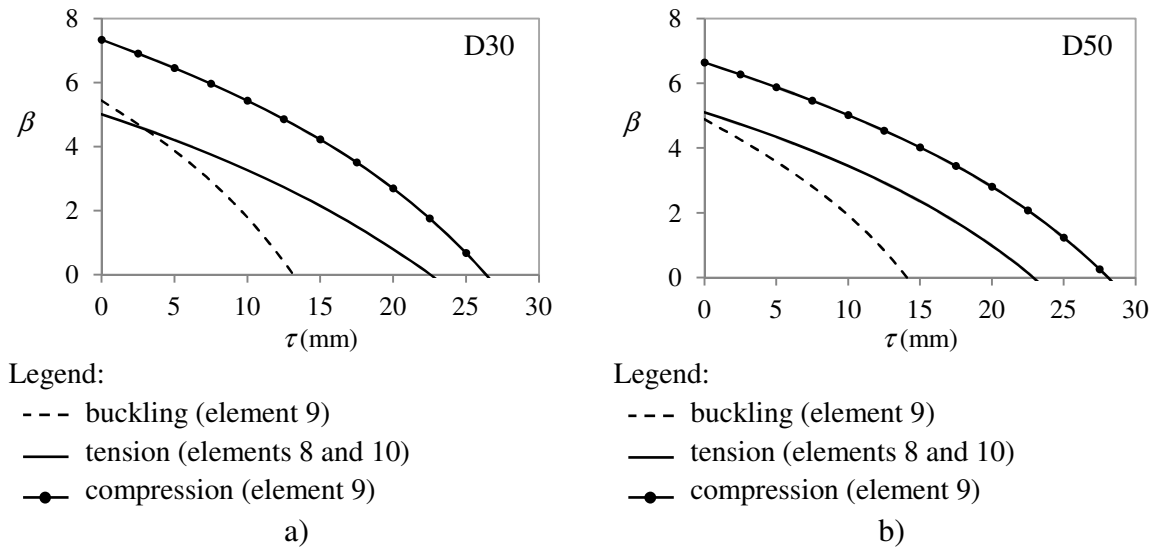 8
D30
6
β
4
2
0
0 5 10 15 20 25 30
τ (mm)
Legend:
buckling (element 9)
tension (elements 8 and 10)
compression (element 9)
a)
8
D50
6
β
4
2
0
0 5 10 15 20 25 30
τ (mm)
Legend:
buckling (element 9)
tension (elements 8 and 10)
compression (element 9)
b)